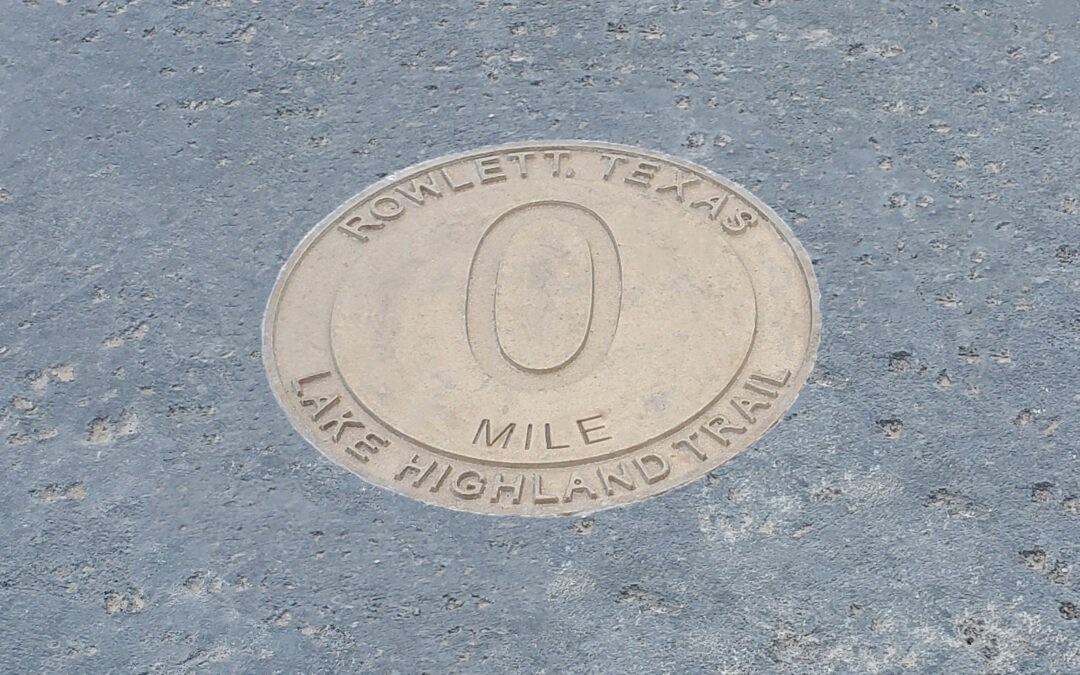 ROWLETT, TEXAS
0
MILE
LAKE HIGHLAND TRAIL